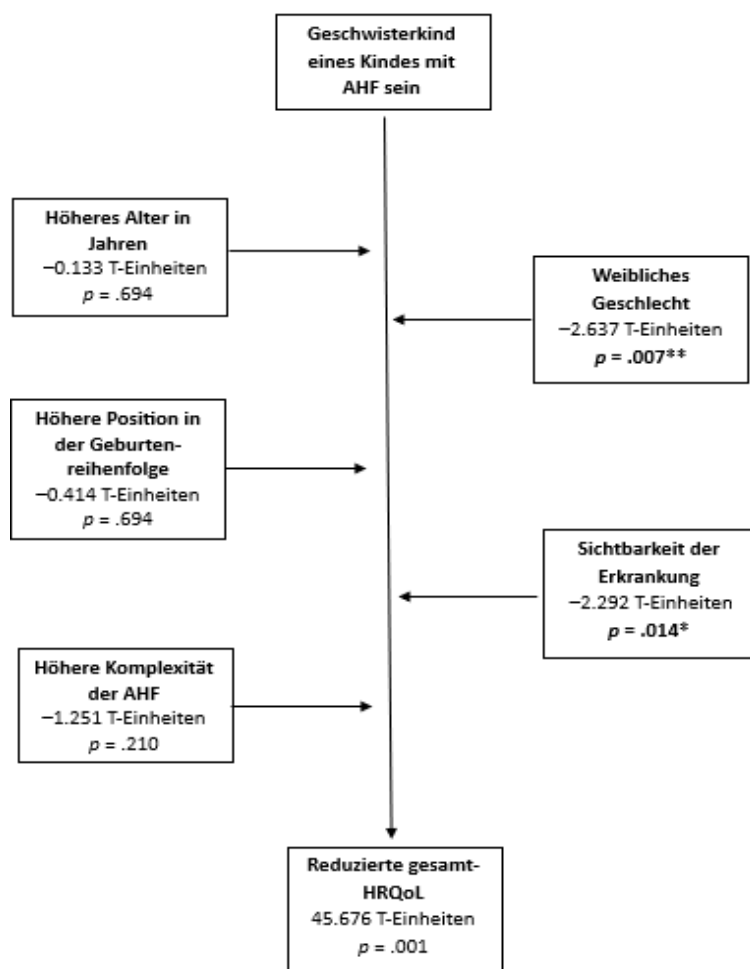 Geschwisterkind
eines Kindes mit
AHF sein
Höheres Alter in
Jahren
−0.133 T-Einheiten
p = .694
Weibliches
Geschlecht
−2.637 T-Einheiten
p = .007**
Höhere Position in
der Geburten-
reihenfolge
−0.414 T-Einheiten
p = .694
Sichtbarkeit der
Erkrankung
−2.292 T-Einheiten
p = .014*
Höhere Komplexität
der AHF
−1.251 T-Einheiten
p = .210
Reduzierte gesamt-
HRQoL
45.676 T-Einheiten
p = .001